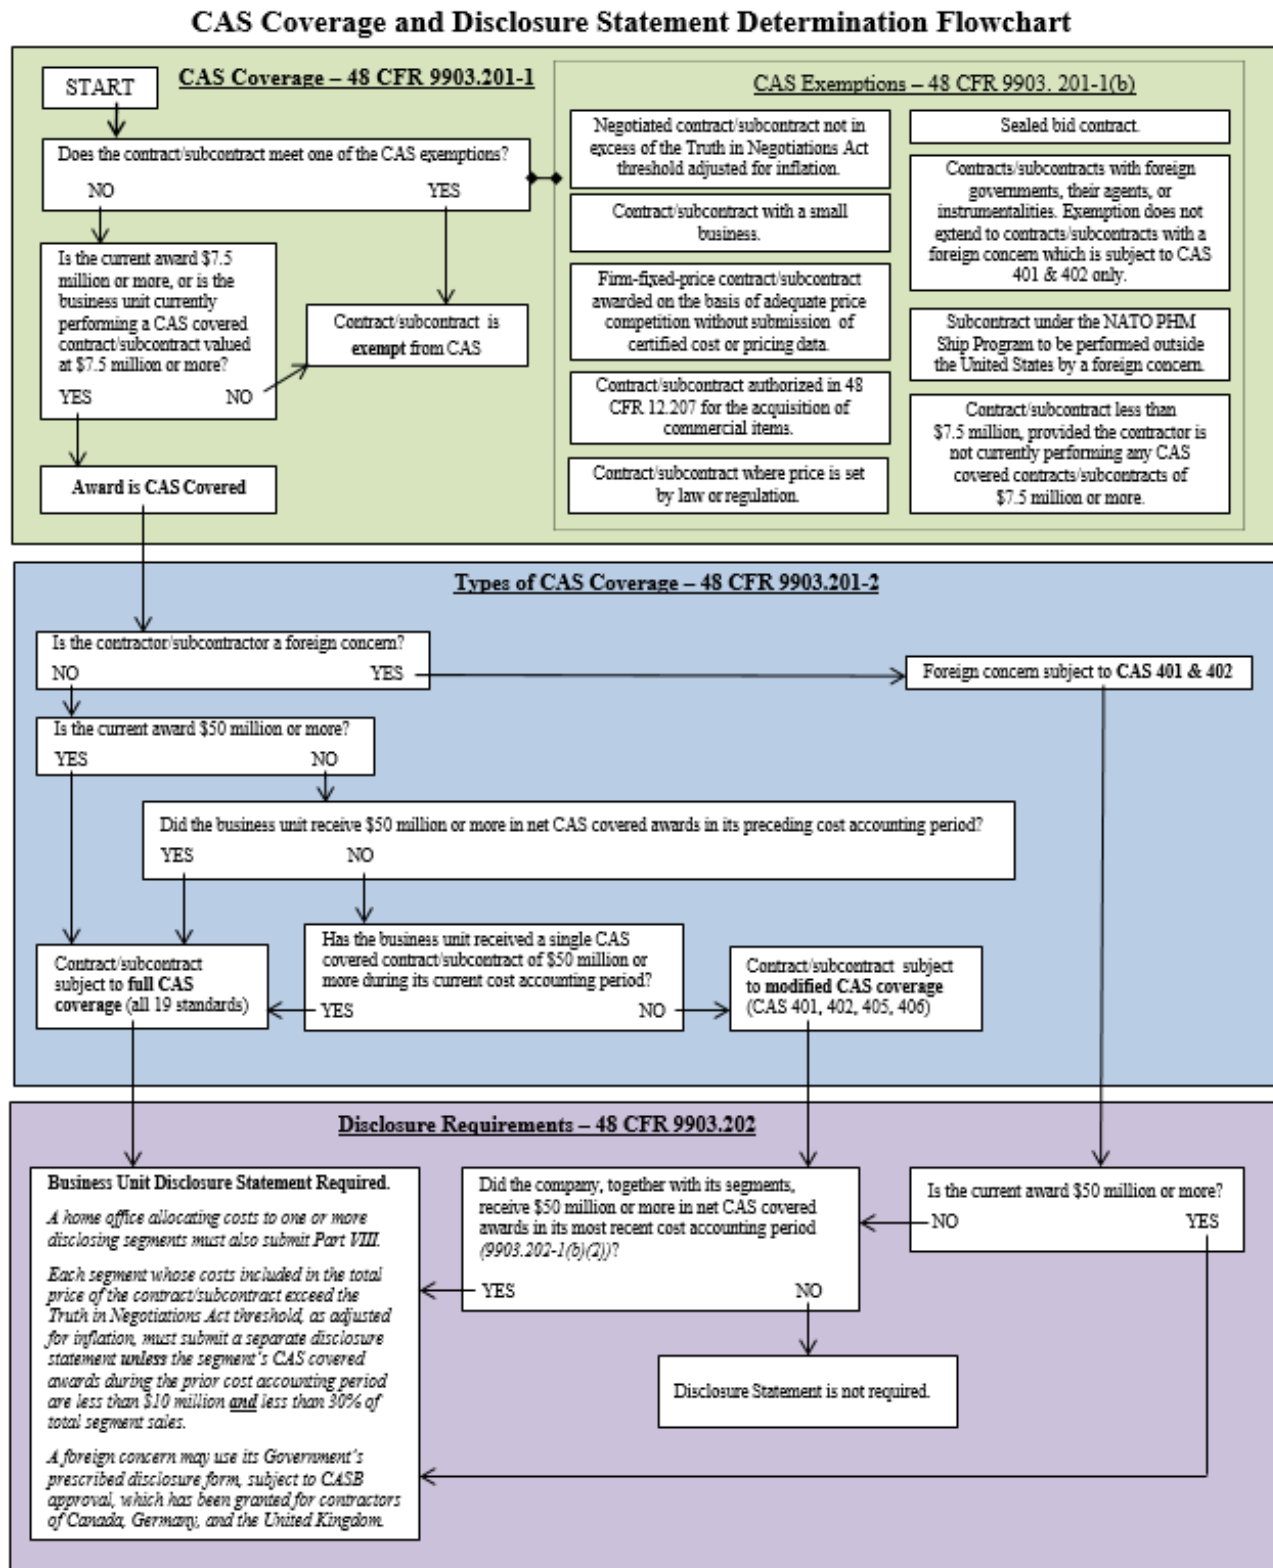 CAS Coverage and Disclosure Statement Determination Flowchart
CAS Coverage – 48 CFR 9903.201-1
START
Does the contract/subcontract meet one of the CAS exemptions?
NO
YES
Is the current award $7.5
million or more, or is the
business unit currently
performing a CAS covered
contract/subcontract valued
at $7.5 million or more?
YES
NO
Contract/subcontract is
exempt from CAS
Award is CAS Covered
CAS Exemptions – 48 CFR 9903. 201-1(b)
Negotiated contract/subcontract not in
excess of the Truth in Negotiations Act
threshold adjusted for inflation.
Contract/subcontract with a small
business.
Firm-fixed-price contract/subcontract
awarded on the basis of adequate price
competition without submission of
certified cost or pricing data.
Contract/subcontract authorized in 48
CFR 12.207 for the acquisition of
commercial items.
Contract/subcontract where price is set
by law or regulation.
Sealed bid contract.
Contracts/subcontracts with foreign
governments, their agents, or
instrumentalities. Exemption does not
extend to contracts/subcontracts with a
foreign concern which is subject to CAS
401 & 402 only.
Subcontract under the NATO PHM
Ship Program to be performed outside
the United States by a foreign concern.
Contract/subcontract less than
$7.5 million, provided the contractor is
not currently performing any CAS
covered contracts/subcontracts of
$7.5 million or more.
Types of CAS Coverage – 48 CFR 9903.201-2
Is the contractor/subcontractor a foreign concern?
NO
YES
Foreign concern subject to CAS 401 & 402
Is the current award $50 million or more?
YES
NO
Did the business unit receive $50 million or more in net CAS covered awards in its preceding cost accounting period?
YES
NO
Contract/subcontract
subject to full CAS
coverage (all 19 standards)
Has the business unit received a single CAS
covered contract/subcontract of $50 million or
more during its current cost accounting period?
YES
NO
Contract/subcontract subject
to modified CAS coverage
(CAS 401, 402, 405, 406)
Disclosure Requirements – 48 CFR 9903.202
Business Unit Disclosure Statement Required.
A home office allocating costs to one or more
disclosing segments must also submit Part VIII.
Each segment whose costs included in the total
price of the contract/subcontract exceed the
Truth in Negotiations Act threshold, as adjusted
for inflation, must submit a separate disclosure
statement unless the segment's CAS covered
awards during the prior cost accounting period
are less than $10 million and less than 30% of
total segment sales.
A foreign concern may use its Government's
prescribed disclosure form, subject to CASB
approval, which has been granted for contractors
of Canada, Germany, and the United Kingdom.
Did the company, together with its segments,
receive $50 million or more in net CAS covered
awards in its most recent cost accounting period
(9903.202-1(b)(2))?
YES
NO
Is the current award $50 million or more?
NO
YES
Disclosure Statement is not required.